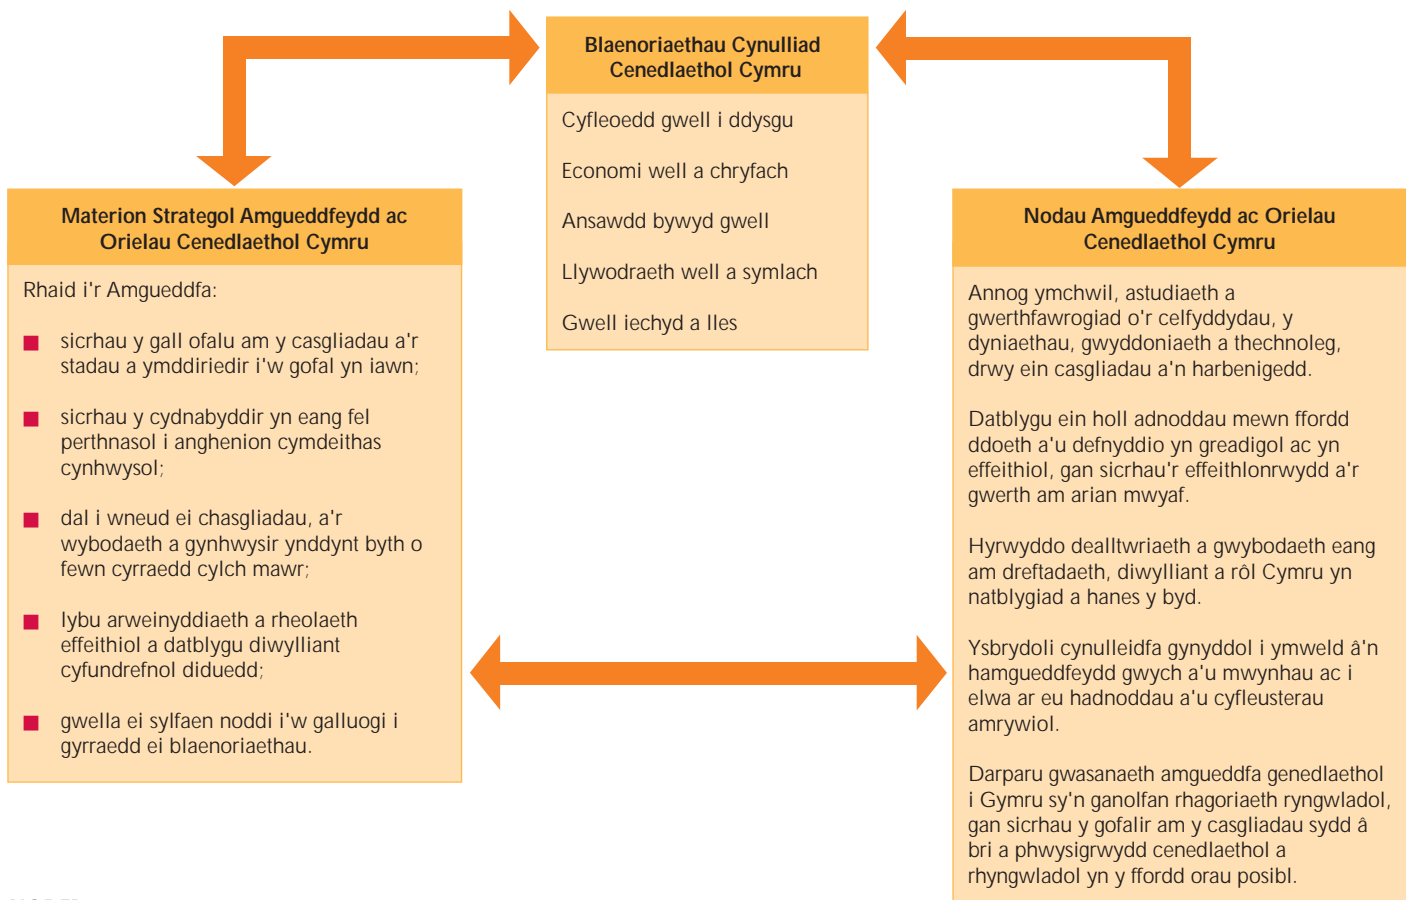 Blaenoriaethau Cynulliad
Cenedlaethol Cymru
Cyfleoedd gwell i ddysgu
Economi well a chryfach
Ansawdd bywyd gwell
Llywodraeth well a symlach
Gwell iechyd a lles
Materion Strategol Amgueddfeydd ac
Orielau Cenedlaethol Cymru
Rhaid i'r Amgueddfa:
sicrhau y gall ofalu am y casgliadau a'r
stadau a ymddiriedir i'w gofal yn iawn;
sicrhau y cydnabyddir yn eang fel
perthnasol i anghenion cymdeithas
cynhwysol;
dal i wneud ei chasgliadau, a'r
wybodaeth a gynhwysir ynddynt byth o
fewn cyrraedd cylch mawr;
lybu arweinyddiaeth a rheolaeth
effeithiol a datblygu diwylliant
cyfundrefnol diduedd;
gwella ei sylfaen noddi i'w galluogi i
gyrraedd ei blaenoriaethau.
Nodau Amgueddfeydd ac Orielau
Cenedlaethol Cymru
Annog ymchwil, astudiaeth a
gwerthfawrogiad o'r celfyddydau, y
dyniaethau, gwyddoniaeth a thechnoleg,
drwy ein casgliadau a'n harbenigedd.
Datblygu ein holl adnoddau mewn ffordd
ddoeth a'u defnyddio yn greadigol ac yn
effeithiol, gan sicrhau'r effeithlonrwydd a'r
gwerth am arian mwyaf.
Hyrwyddo dealltwriaeth a gwybodaeth eang
am dreftadaeth, diwylliant a rôl Cymru yn
natblygiad a hanes y byd.
Ysbrydoli cynulleidfa gynyddol i ymweld â'n
hamgueddfeydd gwych a'u mwynhau ac i
elwa ar eu hadnoddau a'u cyfleusterau
amrywiol.
Darparu gwasanaeth amgueddfa genedlaethol
i Gymru sy'n ganolfan rhagoriaeth ryngwladol,
gan sicrhau y gofalir am y casgliadau sydd â
bri a phwysigrwydd cenedlaethol a
rhyngwladol yn y ffordd orau posibl.